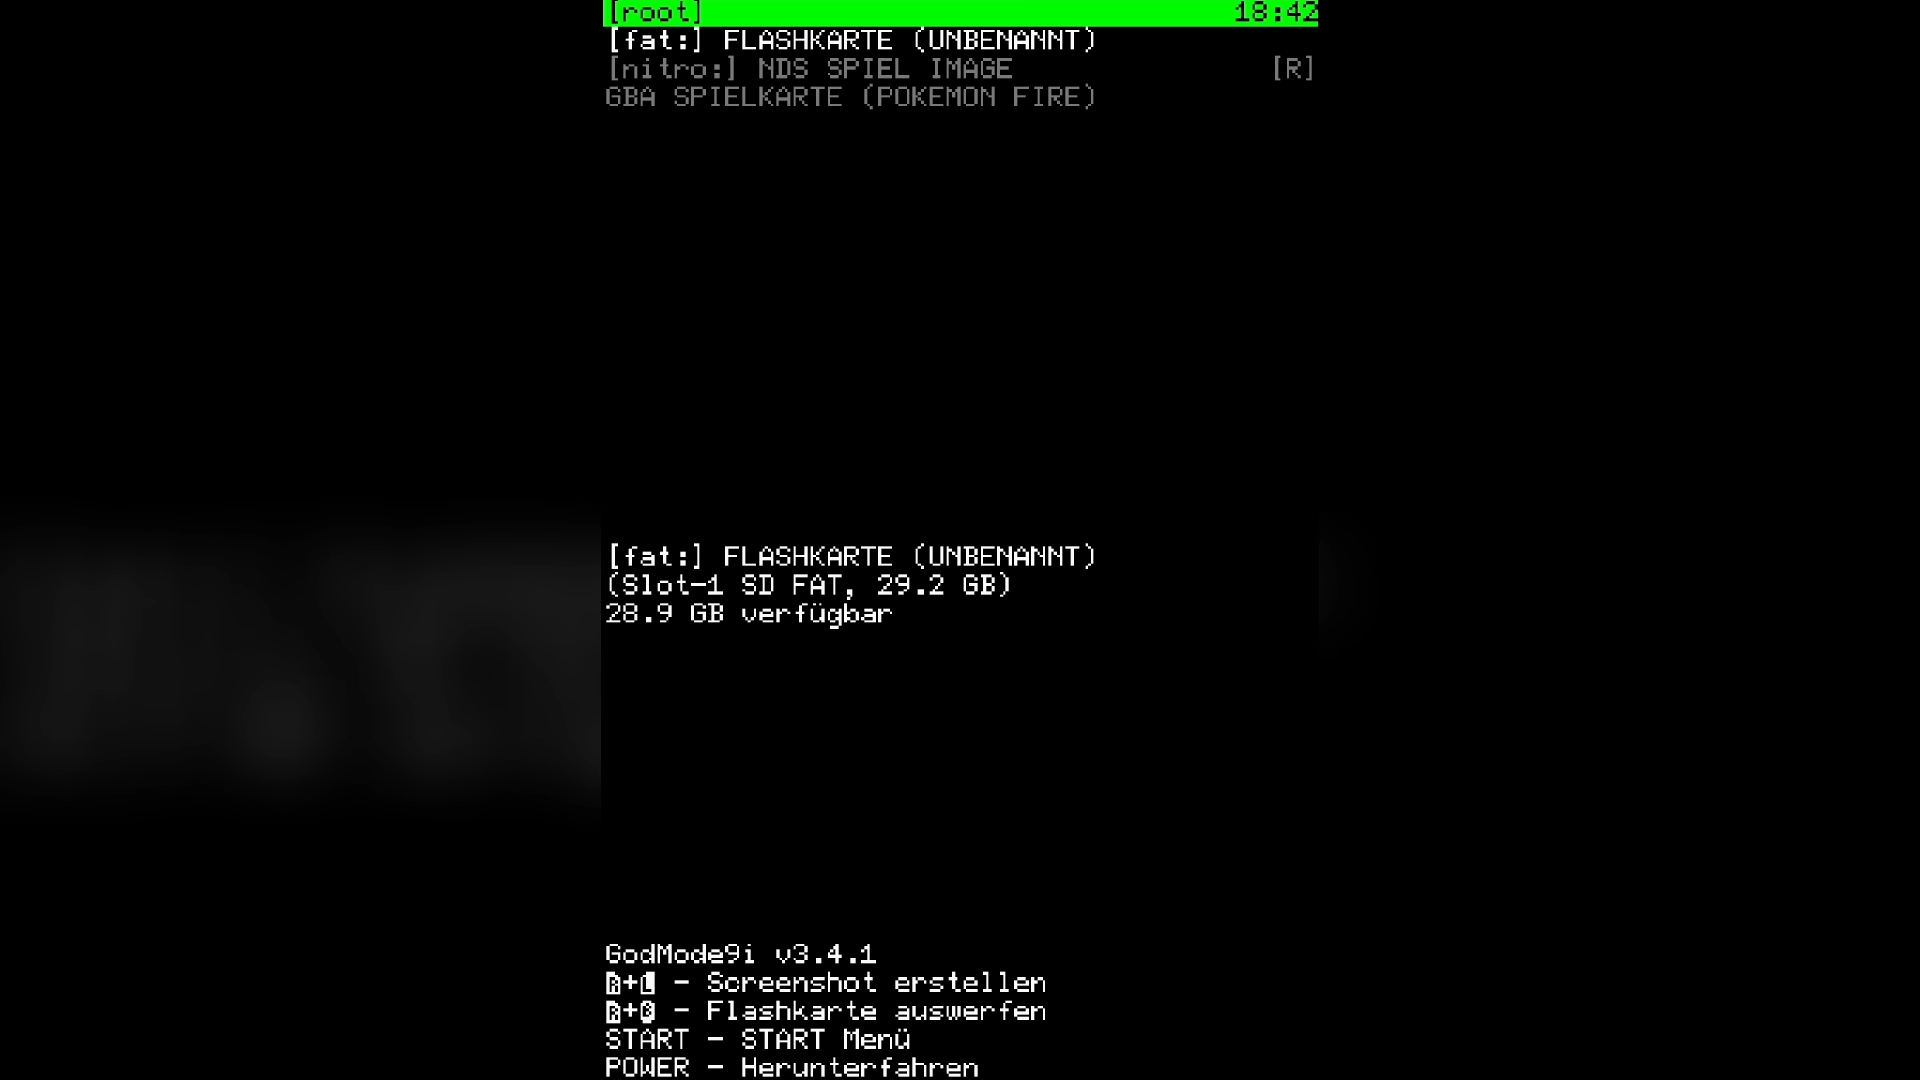 [root] 18:42
[fat:] FLASHKARTE (UNBENANNT)
[nitro:] NDS SPIEL IMAGE [R]
GBA SPIELKARTE (POKEMON FIRE)
[fat:] FLASHKARTE (UNBENANNT)
(Slot-1 SD FAT, 29.2 GB)
28.9 GB verfügbar
GodMode9i v3.4.1
R+L - Screenshot erstellen
R+B - Flashkarte auswerfen
START - START Menü
POWER - Herunterfahren